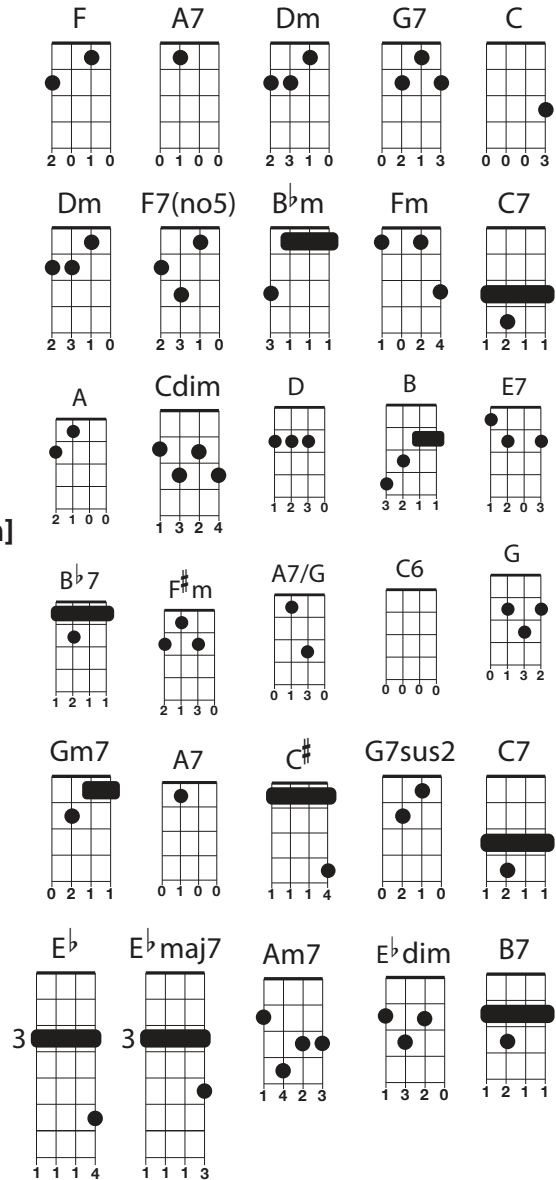 F A7 Dm G7 C
2 0 1 0 0 1 0 0 2 3 1 0 0 2 1 3 0 0 0 3
Dm F7(no5) B♭m Fm C7
2 3 1 0 2 3 1 0 3 1 1 1 1 0 2 4 1 2 1 1
A Cdim D B E7
2 1 0 0 1 3 2 4 1 2 3 0 3 2 1 1 1 2 0 3
]
B♭7 F♯m A7/G C6 G
1 2 1 1 2 1 3 0 0 1 3 0 0 0 0 0 0 1 3 2
Gm7 A7 C♯ G7sus2 C7
0 2 1 1 0 1 0 0 1 1 1 4 0 2 1 0 1 2 1 1
E♭ E♭maj7 Am7 E♭dim B7
3 3
1 4 2 3 1 3 2 0 1 2 1 1
1 1 1 4 1 1 1 3